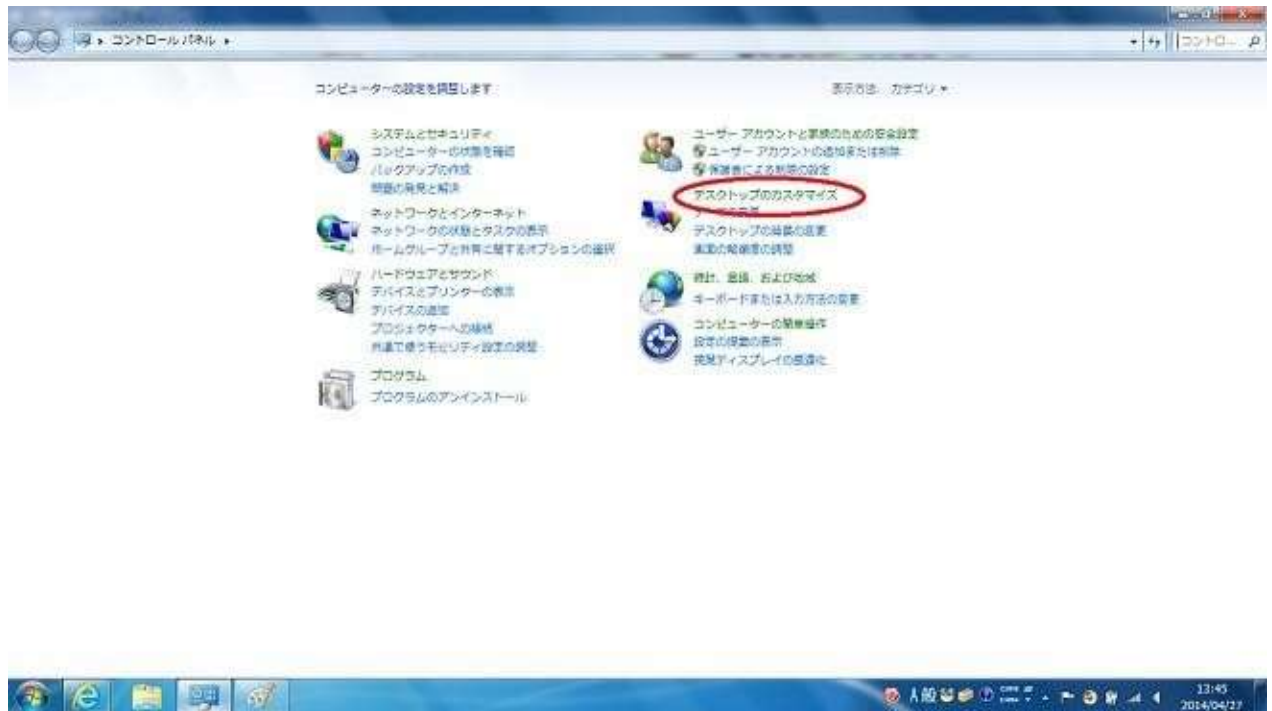 コントロール パネル
コントロ...
コンピューターの設定を調整します
表示方法: カテゴリ
システムとセキュリティ
コンピューターの状態を確認
バックアップの作成
問題の発見と解決
ネットワークとインターネット
ネットワークの状態とタスクの表示
ホームグループと共有に関するオプションの選択
ハードウェアとサウンド
デバイスとプリンターの表示
デバイスの追加
プロジェクターへの接続
共通で使うモビリティ設定の調整
プログラム
プログラムのアンインストール
ユーザー アカウントと家族のための安全設定
ユーザー アカウントの追加または削除
保護者による制限の設定
デスクトップのカスタマイズ
テーマの変更
デスクトップの背景の変更
画面の解像度の調整
時計、言語、および地域
キーボードまたは入力方法の変更
コンピューターの簡単操作
設定の提案の表示
視覚ディスプレイの最適化
A 般
13:45
2014/04/27